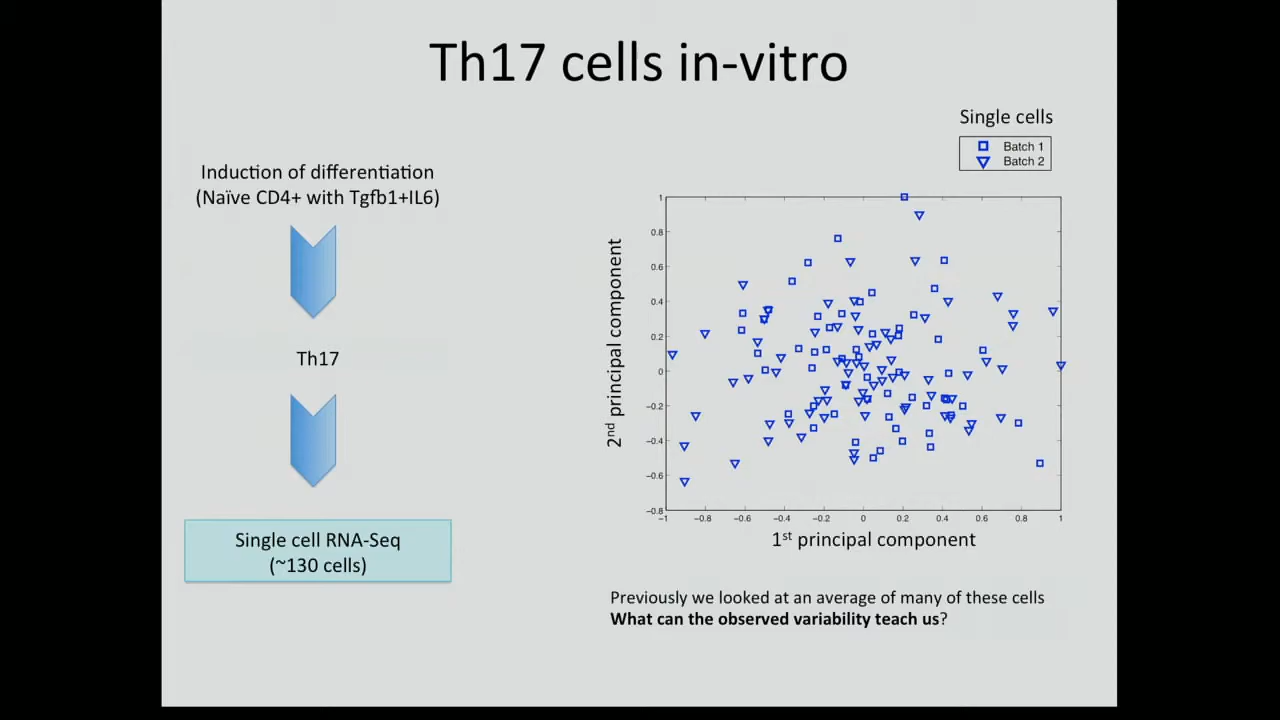 Th17 cells in-vitro
Induction of differentiation
(Naïve CD4+ with Tgfb1+IL6)
Th17
Single cell RNA-Seq
(~130 cells)
Single cells
Batch 1
Batch 2
2nd principal component
1
0.8
0.6
0.4
0.2
0
−0.2
−0.4
−0.6
−0.8
−1
−0.8
−0.6
−0.4
−0.2
0
0.2
0.4
0.6
0.8
1
1st principal component
Previously we looked at an average of many of these cells
What can the observed variability teach us?